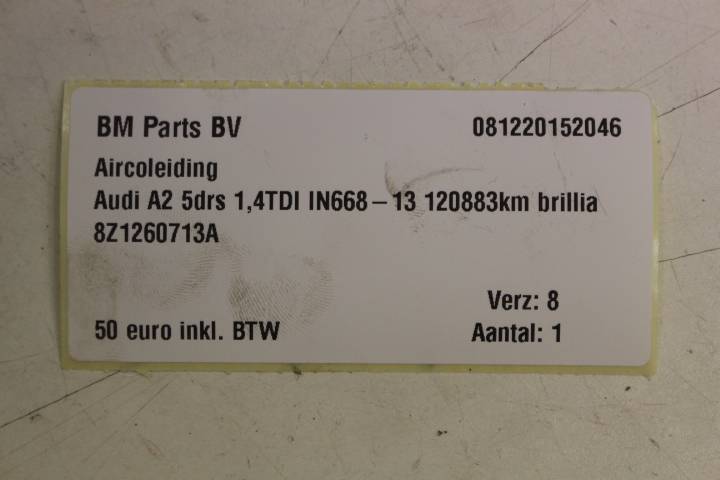 BM Parts BV 081220152046
Aircoleiding
Audi A2 5drs 1,4TDI IN668-13 120883km brillia
8Z1260713A
Verz: 8
50 euro inkl. BTW Aantal: 1